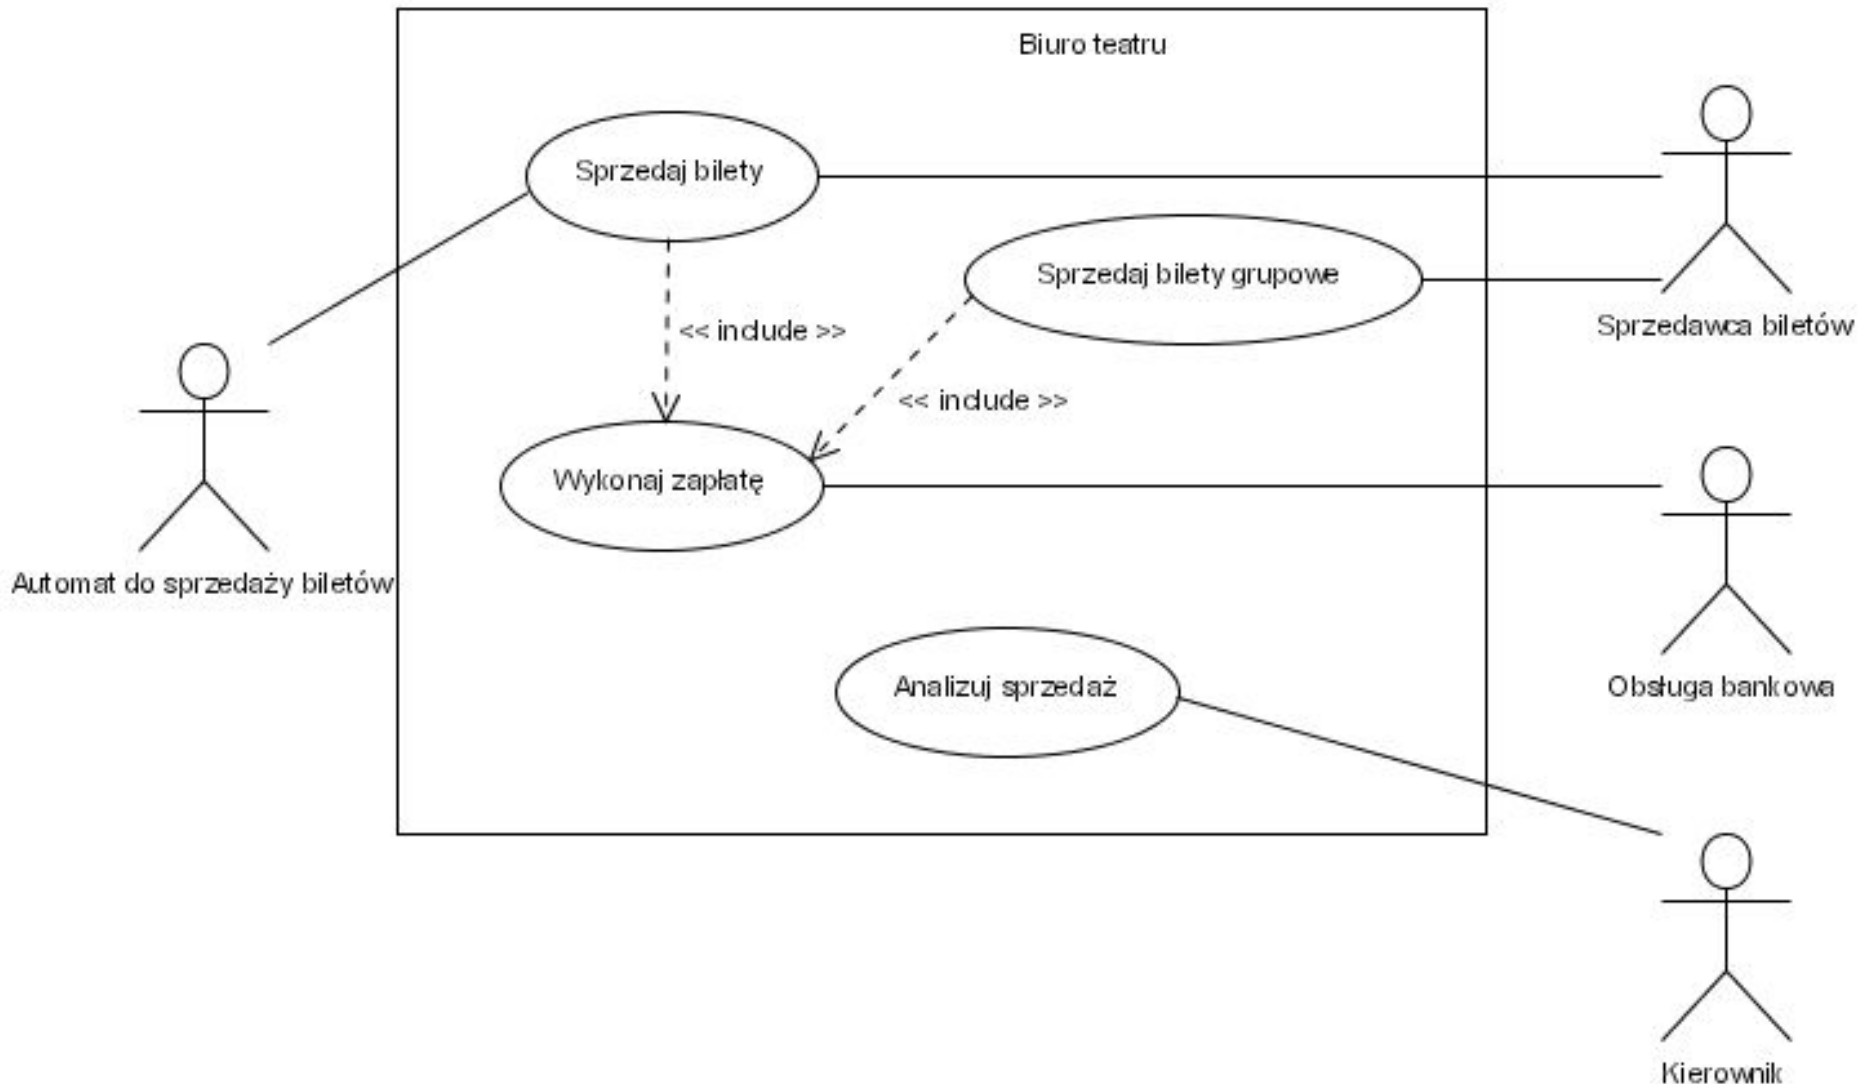 Biuro teatru
Sprzedaj bilety
Sprzedaj bilety grupowe
Sprzedawca biletów
<< include >>
<< include >>
Wykonaj zapłatę
Automat do sprzedaży biletów
Analizuj sprzedaż
Obsługa bankowa
Kierownik